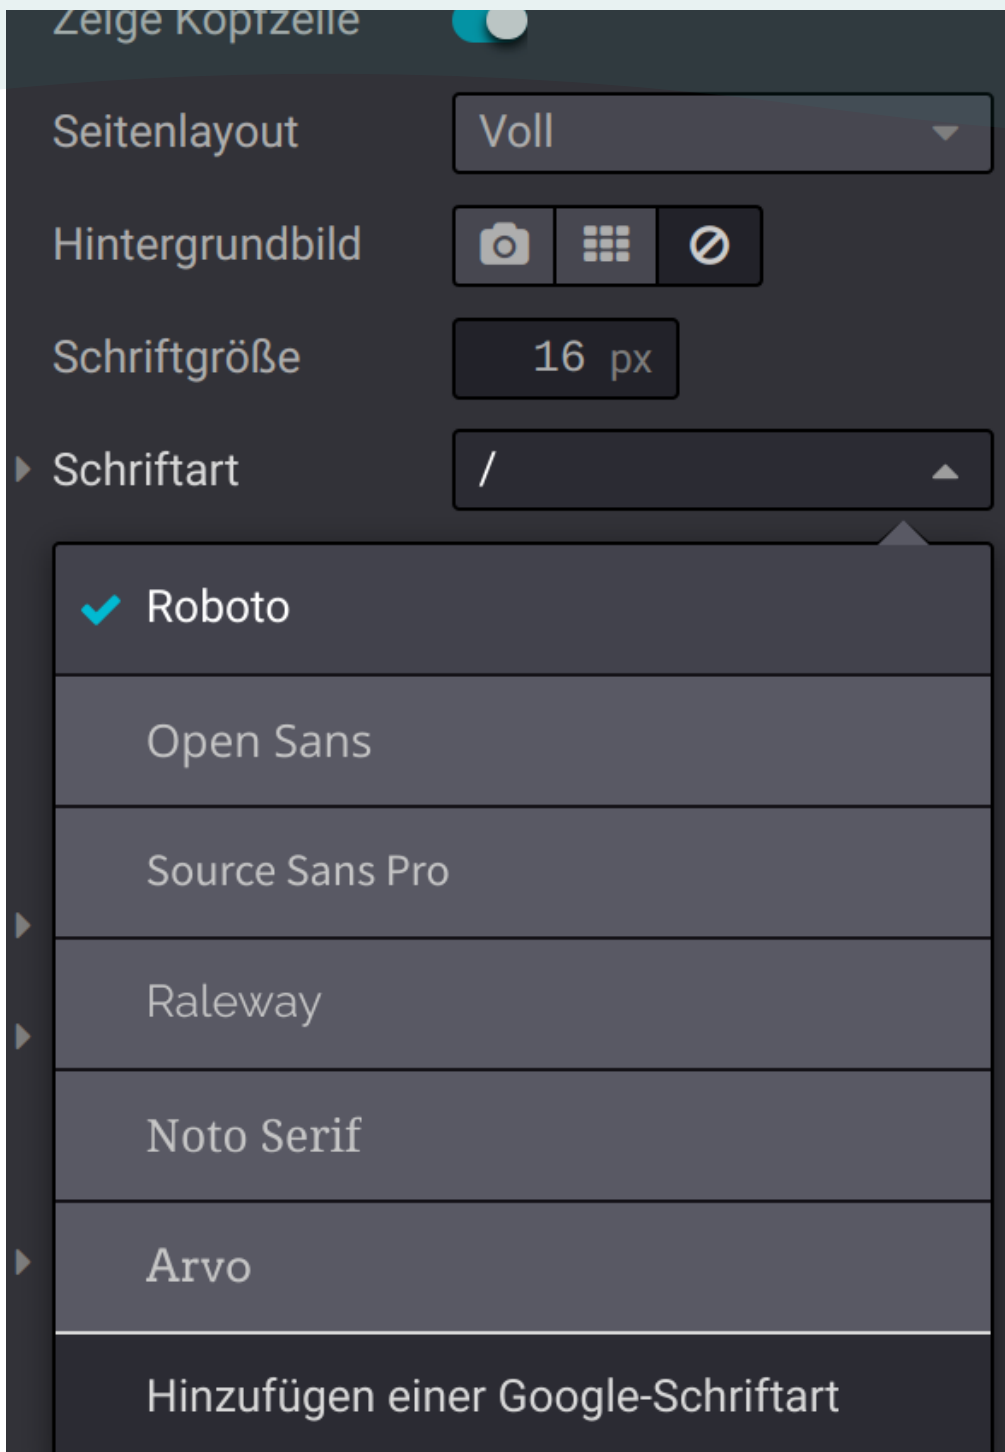 Zeige Kopfzeile
Seitenlayout Voll
Hintergrundbild
Schriftgröße 16 px
Schriftart /
Roboto
Open Sans
Source Sans Pro
Raleway
Noto Serif
Arvo
Hinzufügen einer Google-Schriftart